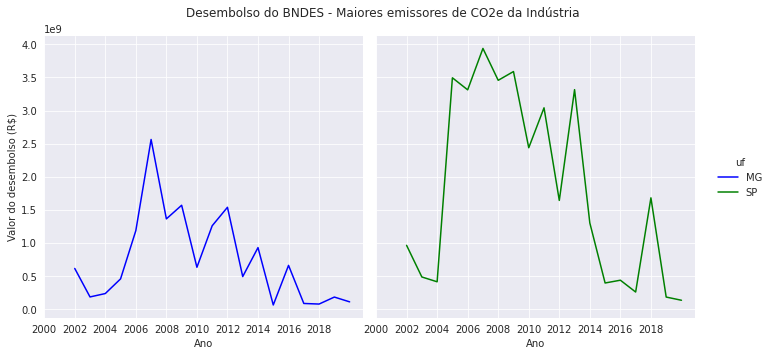 Desembolso do BNDES - Maiores emissores de CO2e da Indústria
1e9
4.0
3.5
3.0
2.5
2.0
1.5
1.0
0.5
0.0
Valor do desembolso (R$)
2000 2002 2004 2006 2008 2010 2012 2014 2016 2018
Ano
2000 2002 2004 2006 2008 2010 2012 2014 2016 2018
Ano
uf
MG
SP